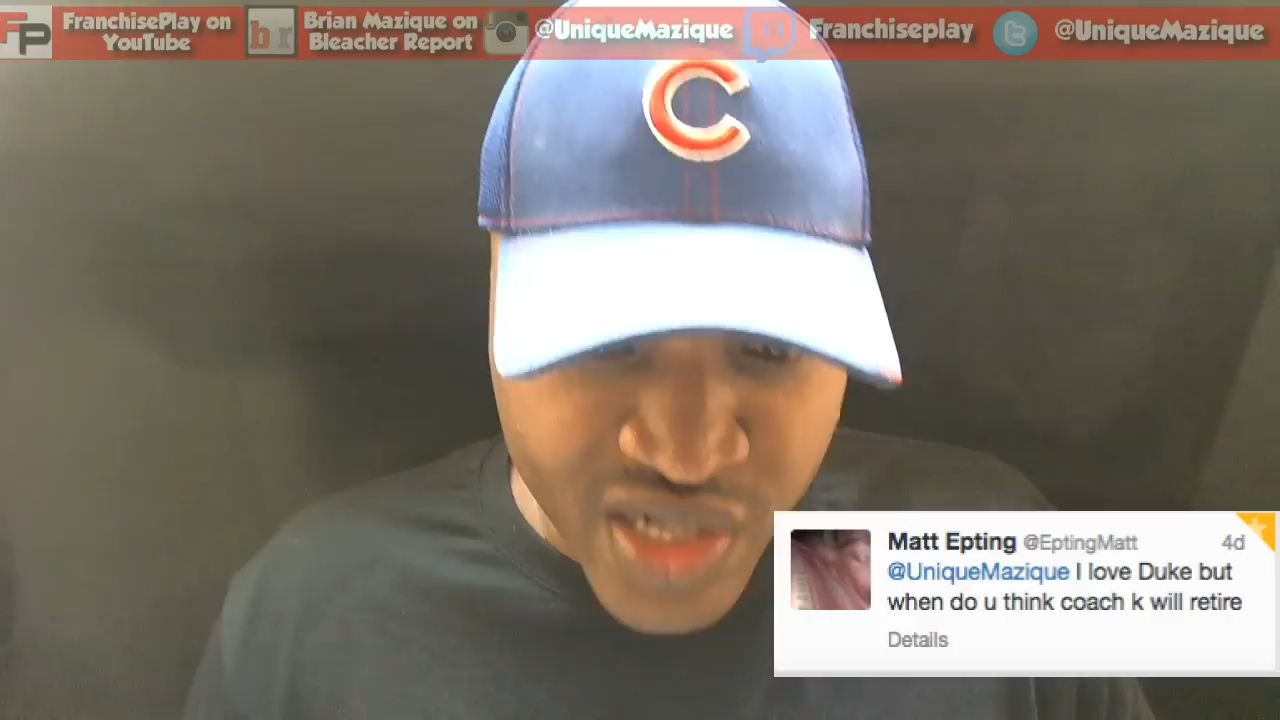 FP
FranchisePlay on
YouTube
br
Brian Mazique on
Bleacher Report
@UniqueMazique
Franchiseplay
@UniqueMazique
C
Matt Epting @EptingMatt 4d
@UniqueMazique I love Duke but
when do u think coach k will retire
Details